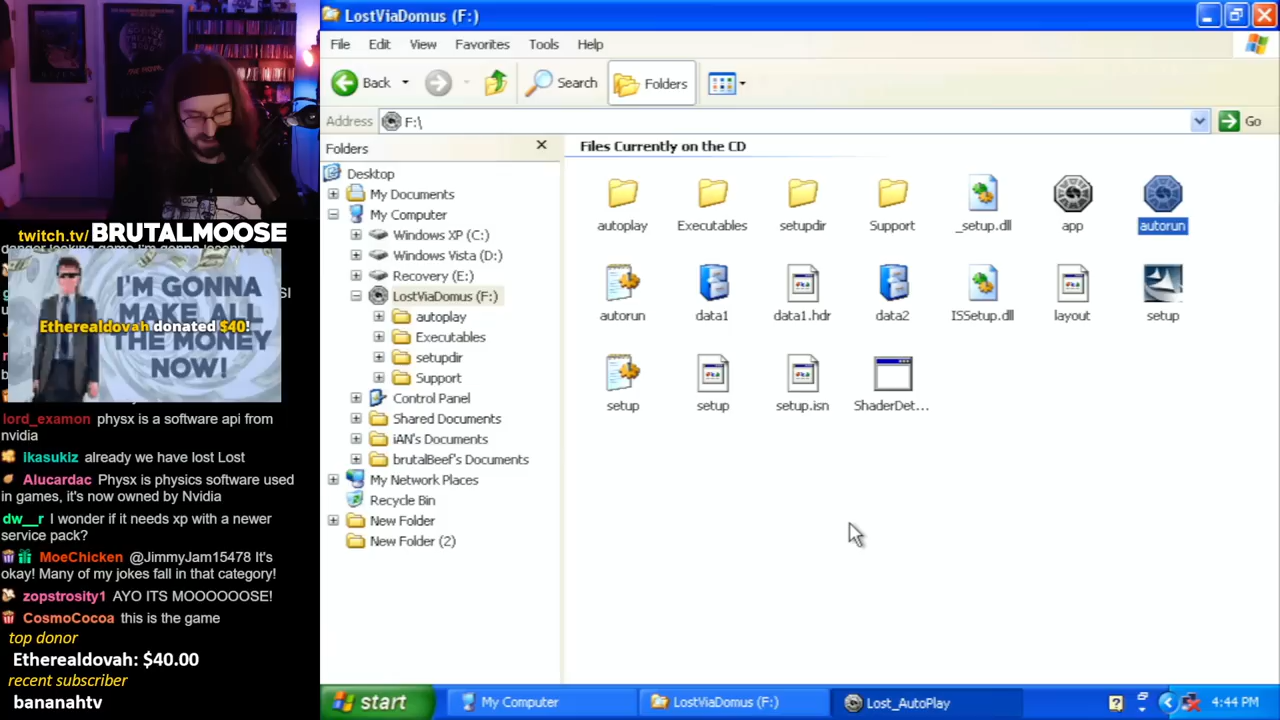 twitch.tv/BRUTALMOOSE
I'M GONNA
MAKE ALL
THE MONEY
NOW!
Etherealdovah donated $40!
lord_examon physx is a software api from
nvidia
ikasukiz already we have lost Lost
Alucardac Physx is physics software used
in games, it's now owned by Nvidia
dw__r I wonder if it needs xp with a newer
service pack?
MoeChicken @JimmyJam15478 It's
okay! Many of my jokes fall in that category!
zopstrosity1 AYO ITS MOOOOOOSE!
CosmoCocoa this is the game
top donor
Etherealdovah: $40.00
recent subscriber
bananahtv
LostViaDomus (F:)
File Edit View Favorites Tools Help
Back Search Folders
Address F:\ Go
Folders
Desktop
My Documents
My Computer
Windows XP (C:)
Windows Vista (D:)
Recovery (E:)
LostViaDomus (F:)
autoplay
Executables
setupdir
Support
Control Panel
Shared Documents
iAN's Documents
brutalBeef's Documents
My Network Places
Recycle Bin
New Folder
New Folder (2)
Files Currently on the CD
autoplay Executables setupdir Support _setup.dll app autorun
autorun data1 data1.hdr data2 ISSetup.dll layout setup
setup setup setup.isn ShaderDet...
start My Computer LostViaDomus (F:) Lost_AutoPlay 4:44 PM